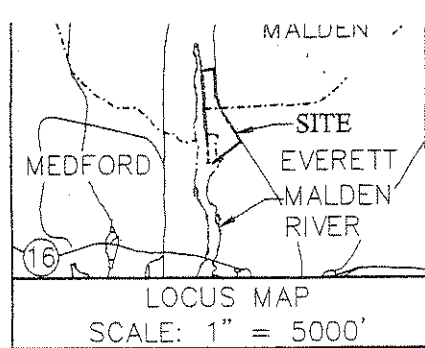 MALDEN
SITE
MEDFORD
EVERETT
MALDEN
RIVER
16
LOCUS MAP
SCALE: 1" = 5000'